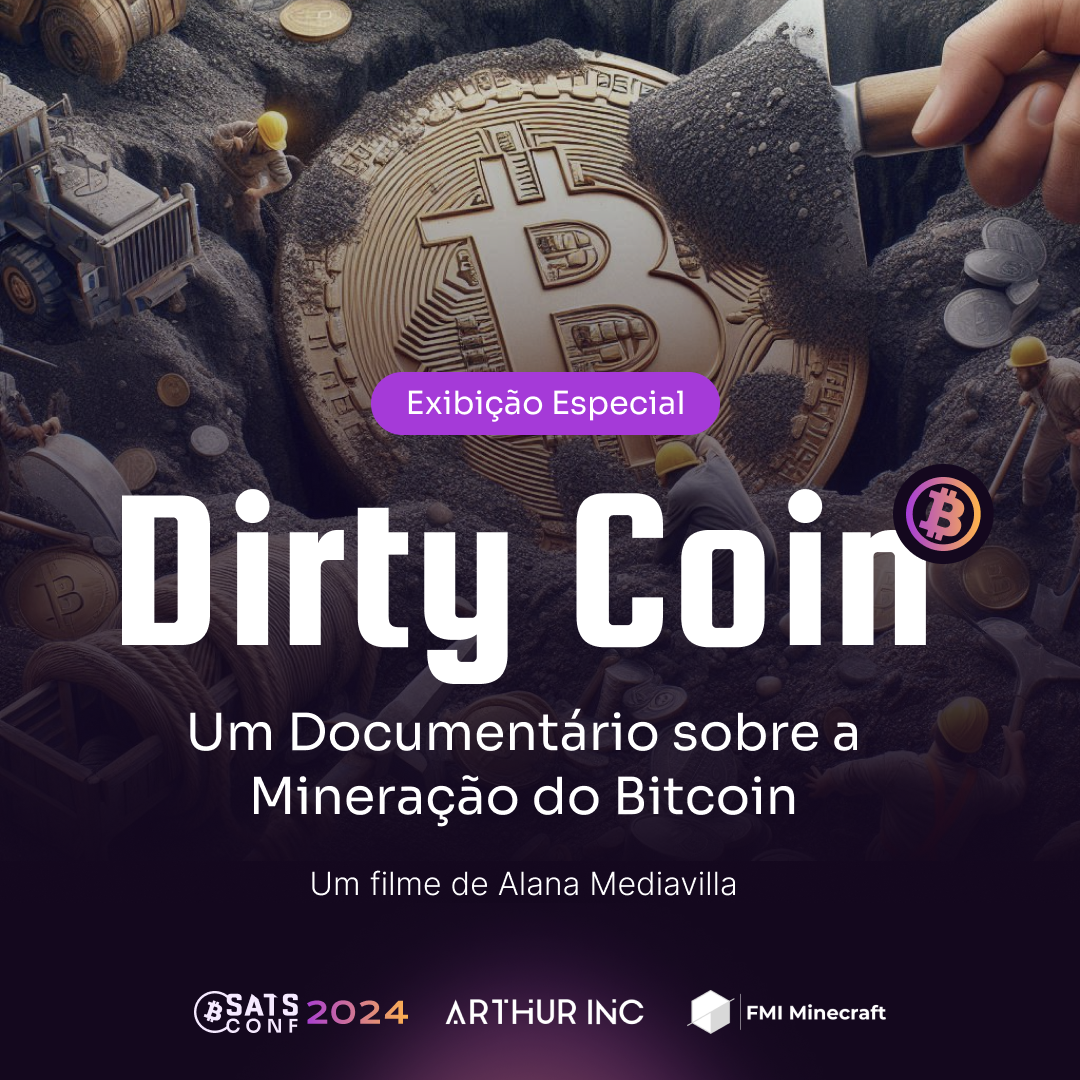 Exibição Especial
Dirty Coin
Um Documentário sobre a
Mineração do Bitcoin
Um filme de Alana Mediavilla
SATS
CONF
2024
ARTHUR INC
FMI Minecraft